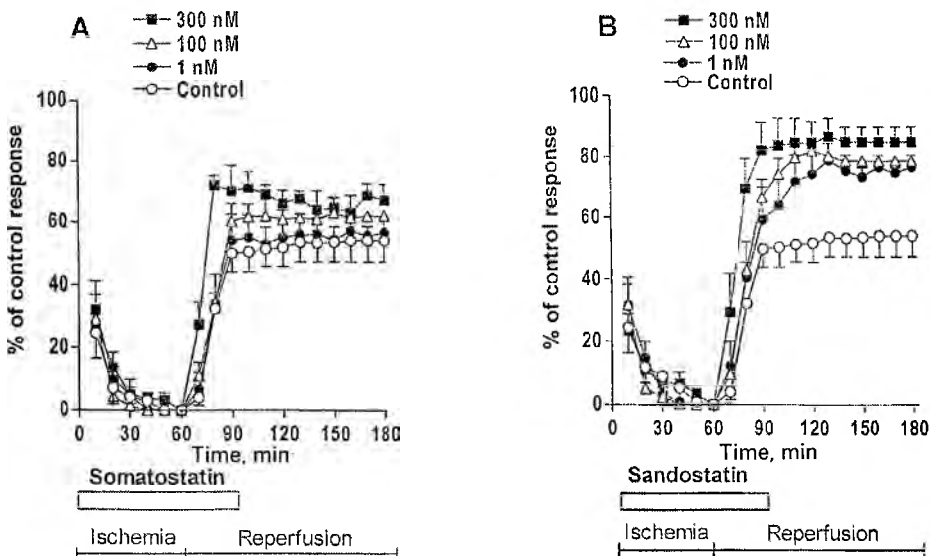 A
300 nM
100 nM
1 nM
Control
% of control response
100
80
60
40
20
0
0 30 60 90 120 150 180
Time, min
Somatostatin
Ischemia Reperfusion
B
300 nM
100 nM
1 nM
Control
% of control response
100
80
60
40
20
0
0 30 60 90 120 150 180
Time, min
Sandostatin
Ischemia Reperfusion